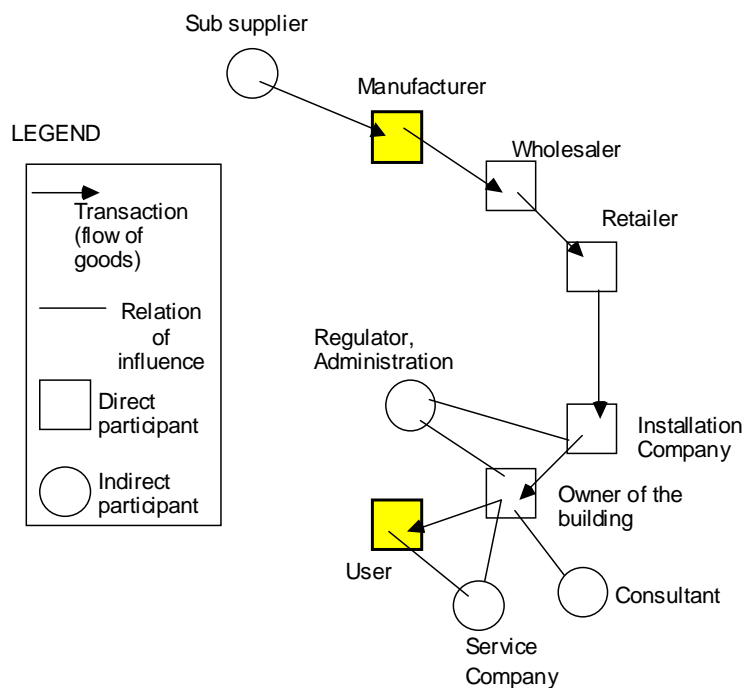 Sub supplier
Manufacturer
LEGEND
Wholesaler
Transaction
(flow of
goods)
Retailer
Relation
of
influence
Regulator,
Administration
Direct
participant
Installation
Company
Indirect
participant
Owner of the
building
User
Consultant
Service
Company